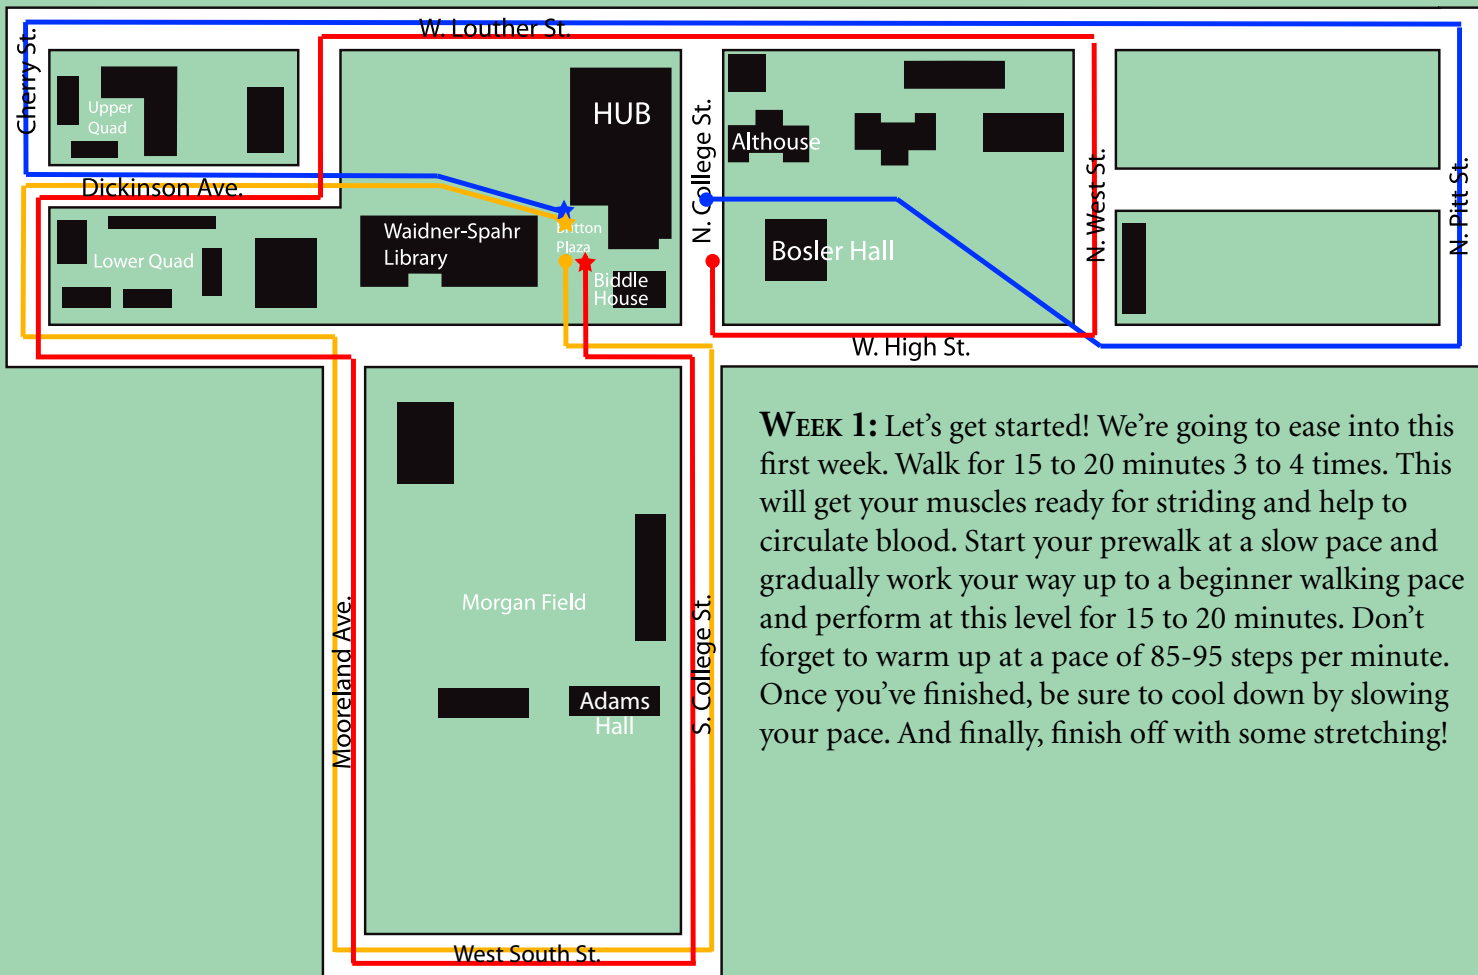 W. Louther St.
Cherry St.
Upper
Quad
HUB
N. College St.
Althouse
N. West St.
N. Pitt St.
Dickinson Ave.
Waidner-Spahr
Library
Britton
Plaza
Bosler Hall
Lower Quad
Biddle
House
W. High St.
WEEK 1: Let's get started! We're going to ease into this
first week. Walk for 15 to 20 minutes 3 to 4 times. This
will get your muscles ready for striding and help to
circulate blood. Start your prewalk at a slow pace and
gradually work your way up to a beginner walking pace
and perform at this level for 15 to 20 minutes. Don't
forget to warm up at a pace of 85-95 steps per minute.
Once you've finished, be sure to cool down by slowing
your pace. And finally, finish off with some stretching!
Morgan Field
Mooreland Ave.
S. College St.
Adams
Hall
West South St.